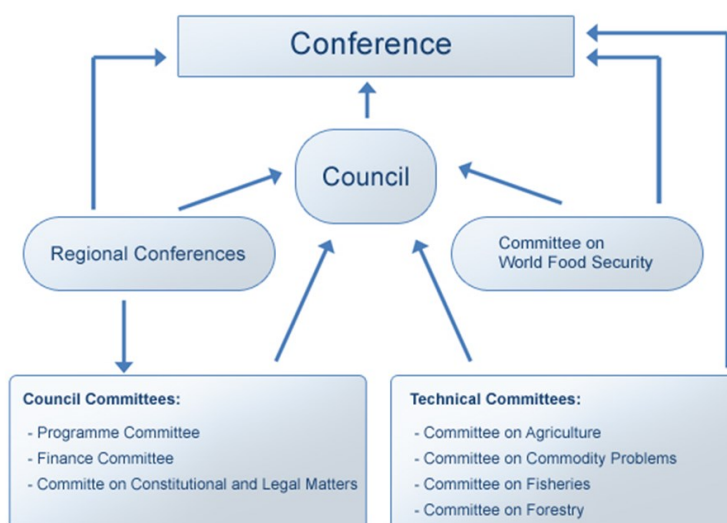 Conference
Council
Regional Conferences
Committee on
World Food Security
Council Committees:
- Programme Committee
- Finance Committee
- Committe on Constitutional and Legal Matters
Technical Committees:
- Committee on Agriculture
- Committee on Commodity Problems
- Committee on Fisheries
- Committee on Forestry